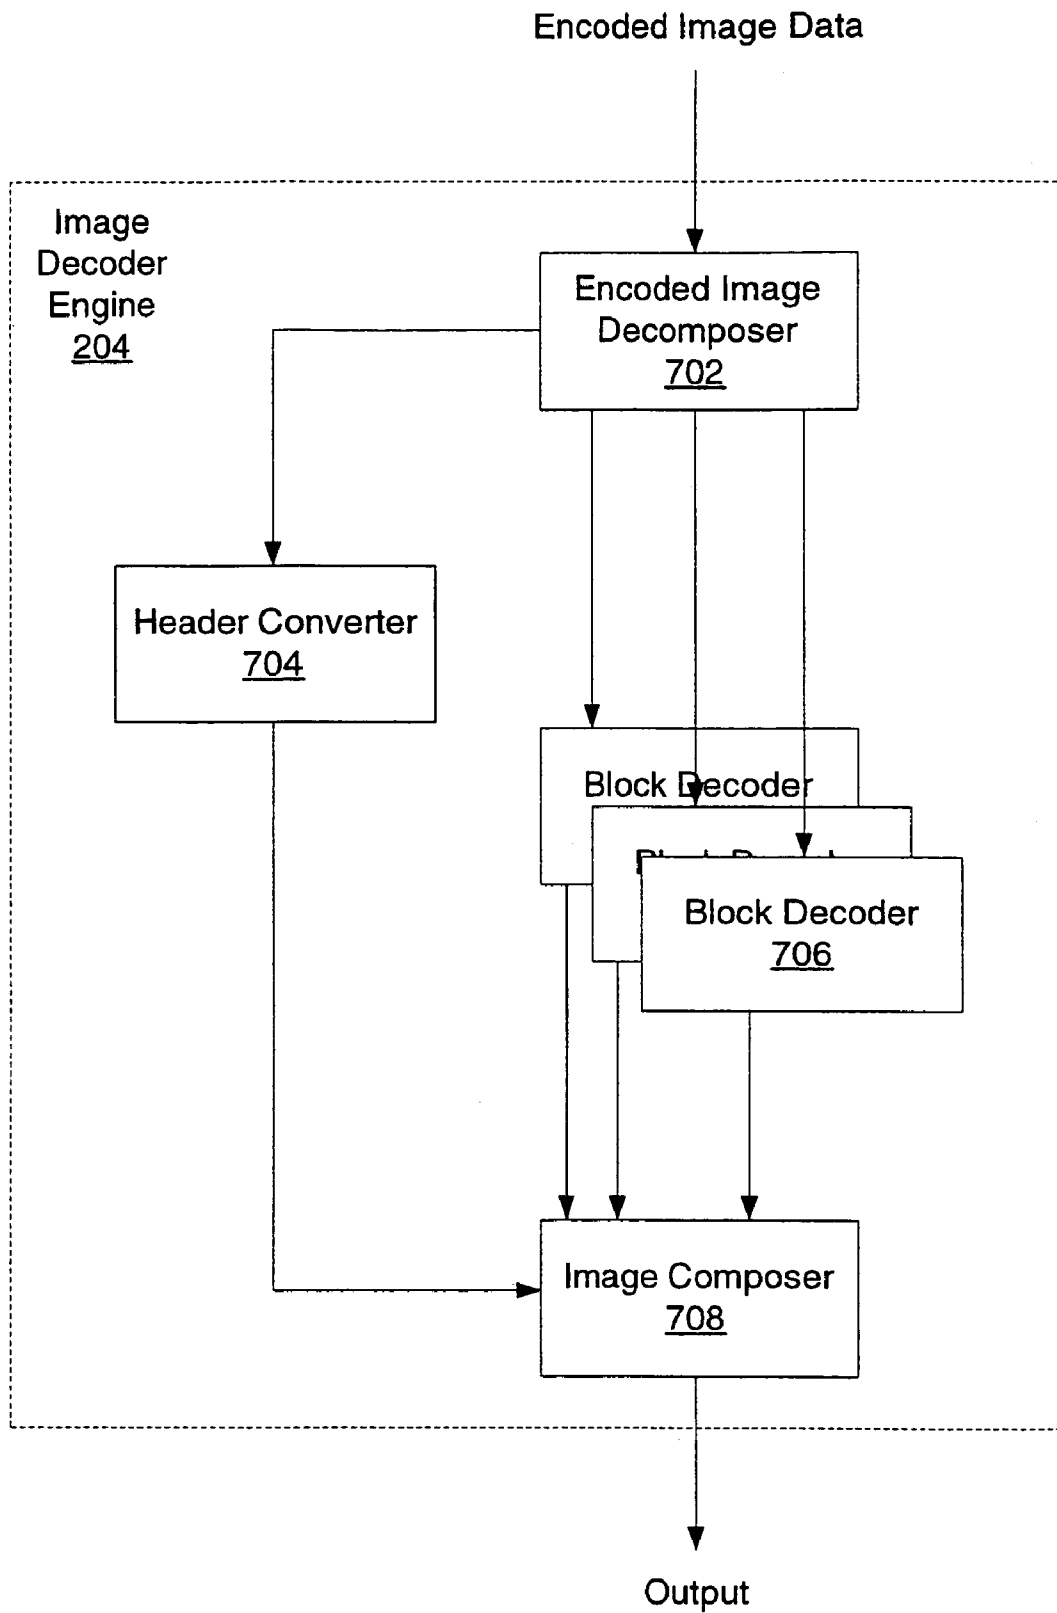 Encoded Image Data
Image
Decoder
Engine
204
Encoded Image
Decomposer
702
Header Converter
704
Block Decoder
Block Decoder
706
Image Composer
708
Output